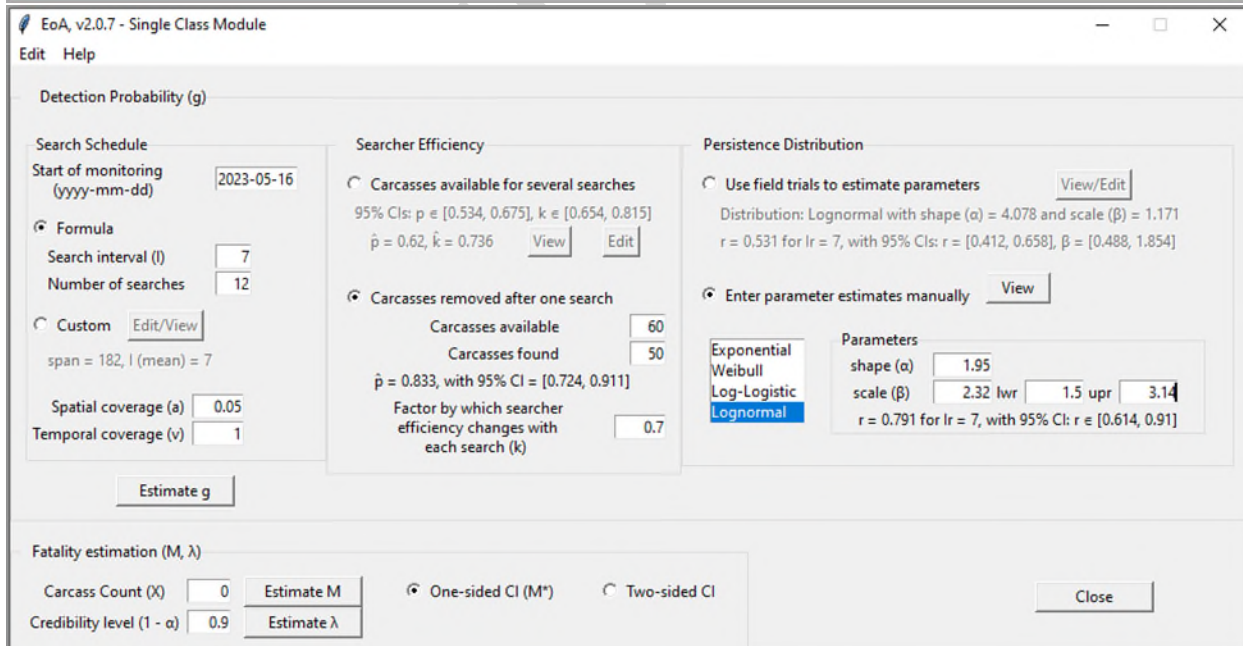 EoA, v2.0.7 - Single Class Module
Edit Help
Detection Probability (g)
Search Schedule
Start of monitoring
(yyyy-mm-dd)
2023-05-16
Formula
Search interval (I) 7
Number of searches 12
Custom Edit/View
span = 182, I (mean) = 7
Spatial coverage (a) 0.05
Temporal coverage (v) 1
Estimate g
Searcher Efficiency
Carcasses available for several searches
95% CIs: p ∈ [0.534, 0.675], k ∈ [0.654, 0.815]
p̂ = 0.62, k̂ = 0.736 View Edit
Carcasses removed after one search
Carcasses available 60
Carcasses found 50
p̂ = 0.833, with 95% CI = [0.724, 0.911]
Factor by which searcher
efficiency changes with
each search (k)
0.7
Persistence Distribution
Use field trials to estimate parameters View/Edit
Distribution: Lognormal with shape (α) = 4.078 and scale (β) = 1.171
r = 0.531 for Ir = 7, with 95% CIs: r = [0.412, 0.658], β = [0.488, 1.854]
Enter parameter estimates manually View
Exponential
Weibull
Log-Logistic
Lognormal
Parameters
shape (α) 1.95
scale (β) 2.32 lwr 1.5 upr 3.14
r = 0.791 for Ir = 7, with 95% CI: r ∈ [0.614, 0.91]
Fatality estimation (M, λ)
Carcass Count (X) 0 Estimate M One-sided CI (M*) Two-sided CI
Credibility level (1 - α) 0.9 Estimate λ
Close